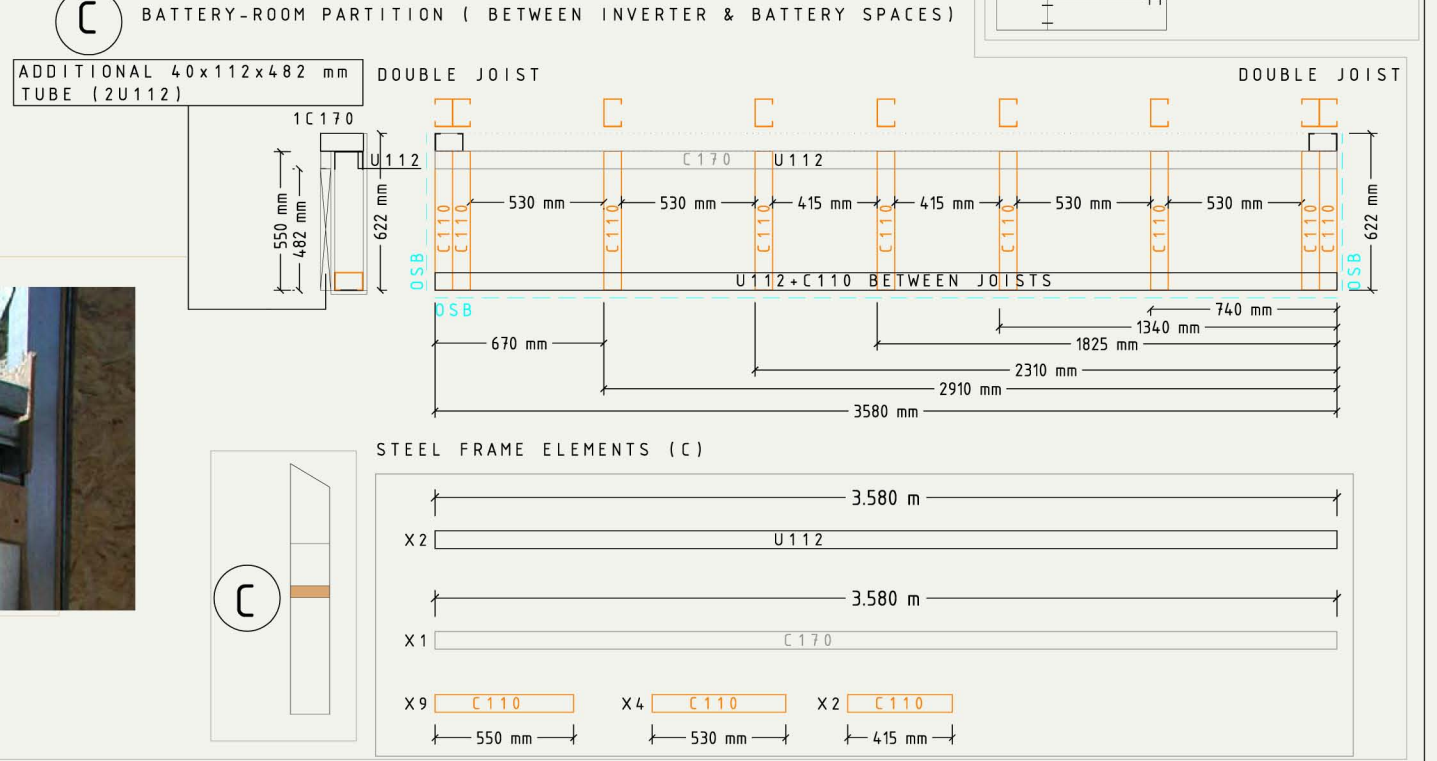 C
BATTERY-ROOM PARTITION ( BETWEEN INVERTER & BATTERY SPACES)
ADDITIONAL 40x112x482 mm
TUBE (2U112)
DOUBLE JOIST
DOUBLE JOIST
1C170
U112
C170
U112
550 mm
482 mm
622 mm
530 mm
530 mm
415 mm
415 mm
530 mm
530 mm
622 mm
C110
C110
C110
C110
C110
C110
C110
C110
C110
OSB
OSB
U112+C110 BETWEEN JOISTS
OSB
740 mm
1340 mm
670 mm
1825 mm
2310 mm
2910 mm
3580 mm
STEEL FRAME ELEMENTS (C)
3.580 m
X2
U112
C
3.580 m
X1
C170
X9
C110
X4
C110
X2
C110
550 mm
530 mm
415 mm